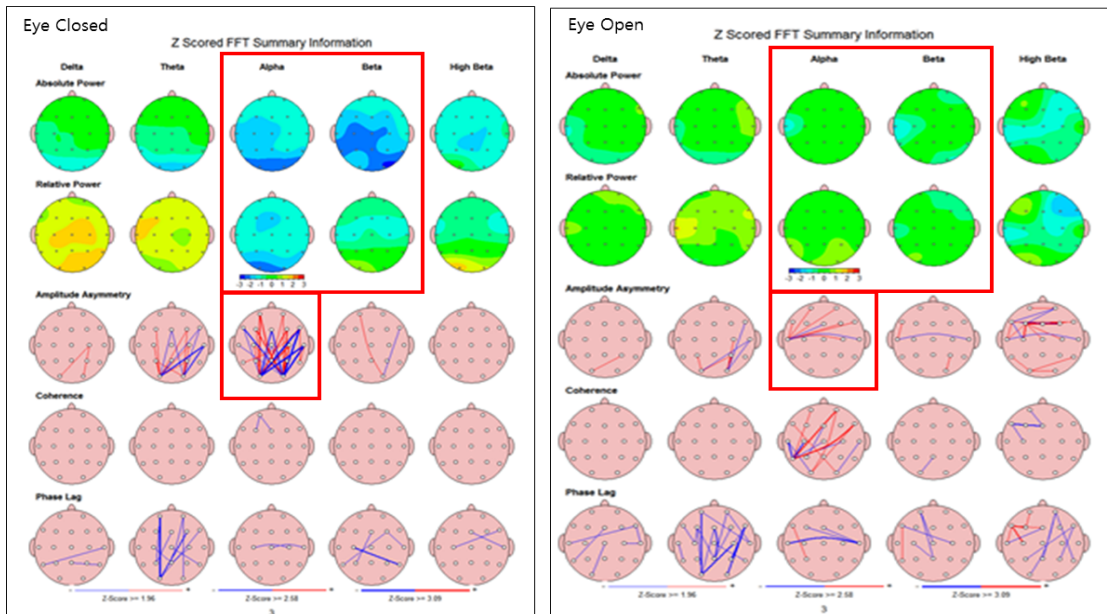 Eye Closed
Z Scored FFT Summary Information
Delta Theta Alpha Beta High Beta
Absolute Power
Relative Power
-3 -2 -1 0 1 2 3
Amplitude Asymmetry
Coherence
Phase Lag
Z-Score >= 1.96 Z-Score >= 2.58 Z-Score >= 3.09
3
Eye Open
Z Scored FFT Summary Information
Delta Theta Alpha Beta High Beta
Absolute Power
Relative Power
-3 -2 -1 0 1 2 3
Amplitude Asymmetry
Coherence
Phase Lag
Z-Score >= 1.96 Z-Score >= 2.58 Z-Score >= 3.09
3